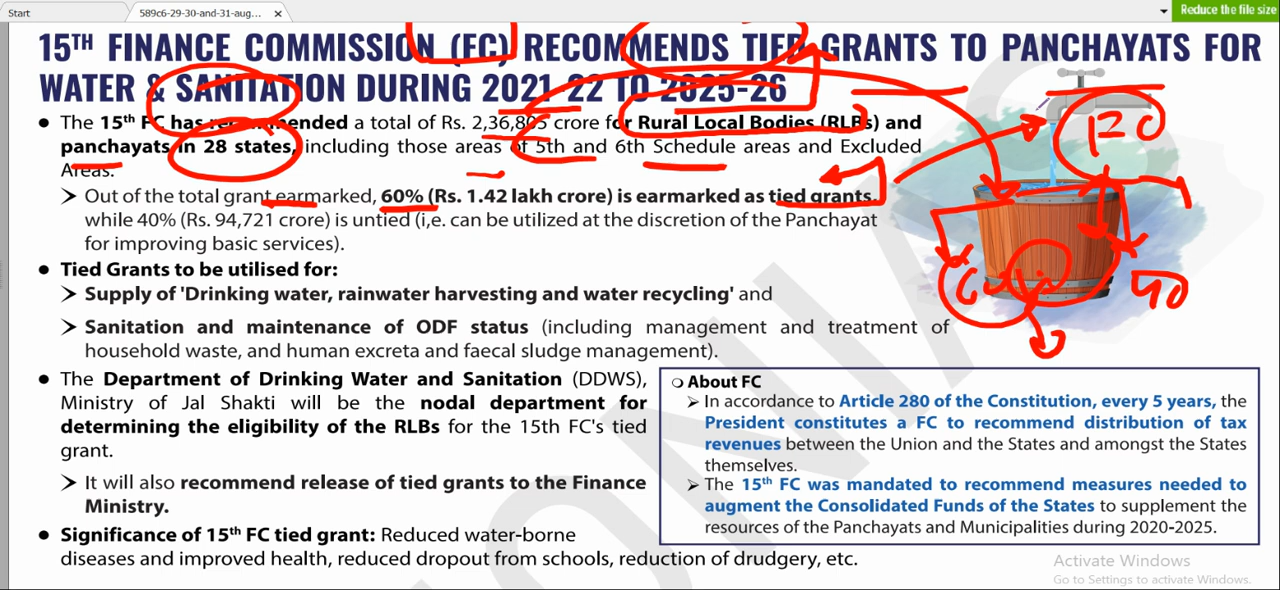 Start
589c6-29-30-and-31-aug...
Reduce the file size
15TH FINANCE COMMISSION (FC) RECOMMENDS TIED GRANTS TO PANCHAYATS FOR
WATER & SANITATION DURING 2021-22 TO 2025-26
● The 15th FC has recommended a total of Rs. 2,36,805 crore for Rural Local Bodies (RLBs) and
panchayats in 28 states, including those areas of 5th and 6th Schedule areas and Excluded
Areas.
➤ Out of the total grant earmarked, 60% (Rs. 1.42 lakh crore) is earmarked as tied grants,
while 40% (Rs. 94,721 crore) is untied (i,e. can be utilized at the discretion of the Panchayat
for improving basic services).
● Tied Grants to be utilised for:
➤ Supply of 'Drinking water, rainwater harvesting and water recycling' and
➤ Sanitation and maintenance of ODF status (including management and treatment of
household waste, and human excreta and faecal sludge management).
● The Department of Drinking Water and Sanitation (DDWS),
Ministry of Jal Shakti will be the nodal department for
determining the eligibility of the RLBs for the 15th FC's tied
grant.
➤ It will also recommend release of tied grants to the Finance
Ministry.
● Significance of 15th FC tied grant: Reduced water-borne
diseases and improved health, reduced dropout from schools, reduction of drudgery, etc.
120
40
○ About FC
➤ In accordance to Article 280 of the Constitution, every 5 years, the
President constitutes a FC to recommend distribution of tax
revenues between the Union and the States and amongst the States
themselves.
➤ The 15th FC was mandated to recommend measures needed to
augment the Consolidated Funds of the States to supplement the
resources of the Panchayats and Municipalities during 2020-2025.
Activate Windows
Go to Settings to activate Windows.